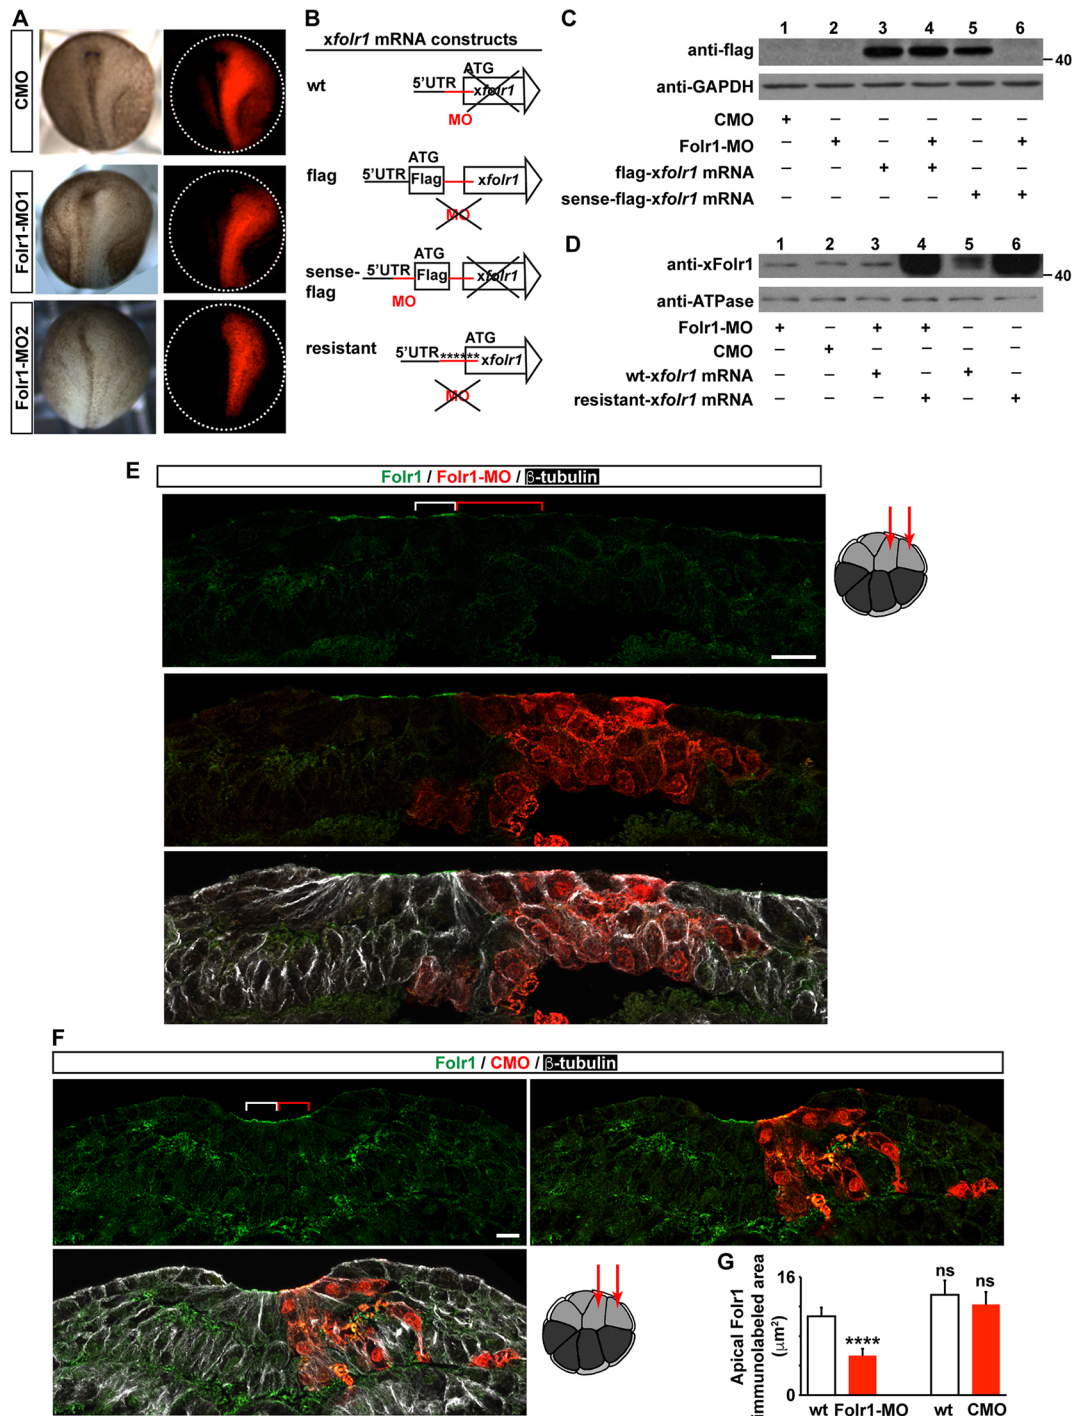 A
CMO
Folr1-MO1
Folr1-MO2
B
xfolr1 mRNA constructs
wt
5'UTR
ATG
xfolr1
MO
flag
5'UTR
ATG
Flag
xfolr1
MO
sense-
flag
5'UTR
ATG
Flag
xfolr1
MO
resistant
5'UTR
ATG
******
xfolr1
MO
C
1 2 3 4 5 6
anti-flag
40
anti-GAPDH
CMO + – – – – –
Folr1-MO – + – + – +
flag-xfolr1 mRNA – – + + – –
sense-flag-xfolr1 mRNA – – – – + +
D
1 2 3 4 5 6
anti-xFolr1
40
anti-ATPase
Folr1-MO + – + + – –
CMO – + – – – –
wt-xfolr1 mRNA – – + – + –
resistant-xfolr1 mRNA – – – + – +
E
Folr1 / Folr1-MO / β-tubulin
F
Folr1 / CMO / β-tubulin
G
Apical Folr1
immunolabeled area
(μm²)
16
0
****
ns
ns
wt Folr1-MO wt CMO